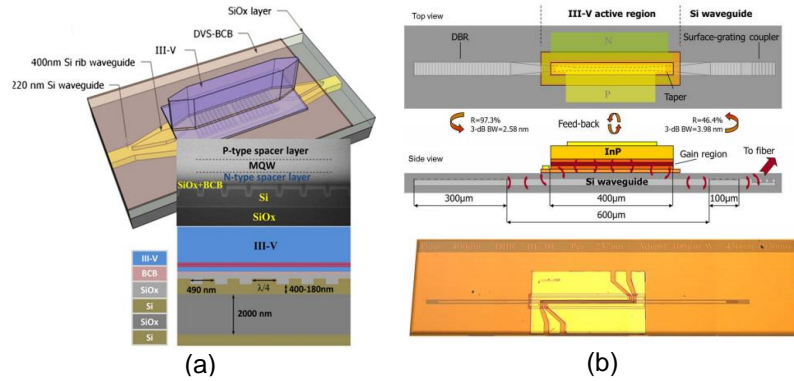 SiOx layer
DVS-BCB
III-V
400nm Si rib waveguide
220 nm Si waveguide
P-type spacer layer
MQW
N-type spacer layer
SiOx+BCB
Si
SiOx
III-V
BCB
SiOx
Si
SiOx
Si
III-V
490 nm
λ/4
400-180nm
2000 nm
(a)
Top view
III-V active region
Si waveguide
DBR
N
Surface-grating coupler
P
Taper
R=97.3%
3-dB BW=2.58 nm
Feed-back
R=46.4%
3-dB BW=3.98 nm
Side view
InP
Gain region
To fiber
Si waveguide
300µm
400µm
100µm
600µm
(b)